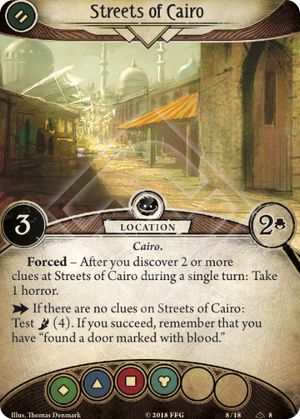 Streets of Cairo
3
2
LOCATION
Cairo.
Forced – After you discover 2 or more
clues at Streets of Cairo during a single turn: Take
1 horror.
If there are no clues on Streets of Cairo:
Test (4). If you succeed, remember that you
have "found a door marked with blood."
Illus. Thomas Denmark
© 2018 FFG
8/18
8